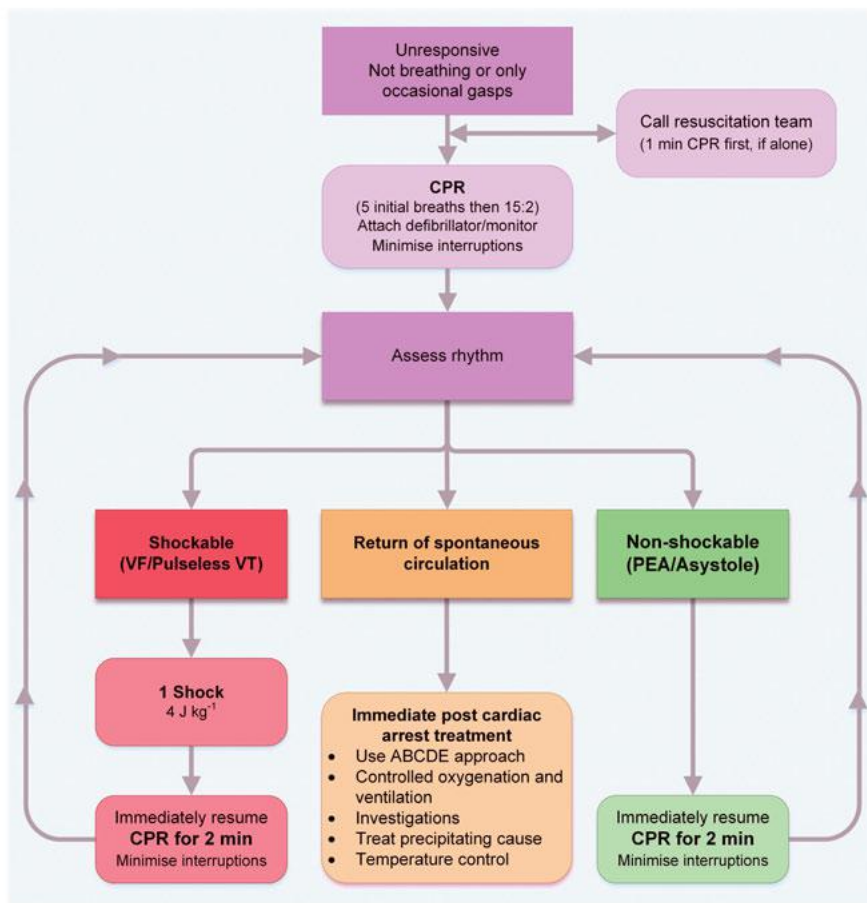 Unresponsive
Not breathing or only
occasional gasps
Call resuscitation team
(1 min CPR first, if alone)
CPR
(5 initial breaths then 15:2)
Attach defibrillator/monitor
Minimise interruptions
Assess rhythm
Shockable
(VF/Pulseless VT)
Return of spontaneous
circulation
Non-shockable
(PEA/Asystole)
1 Shock
4 J kg⁻¹
Immediately resume
CPR for 2 min
Minimise interruptions
Immediate post cardiac
arrest treatment
• Use ABCDE approach
• Controlled oxygenation and
ventilation
• Investigations
• Treat precipitating cause
• Temperature control
Immediately resume
CPR for 2 min
Minimise interruptions